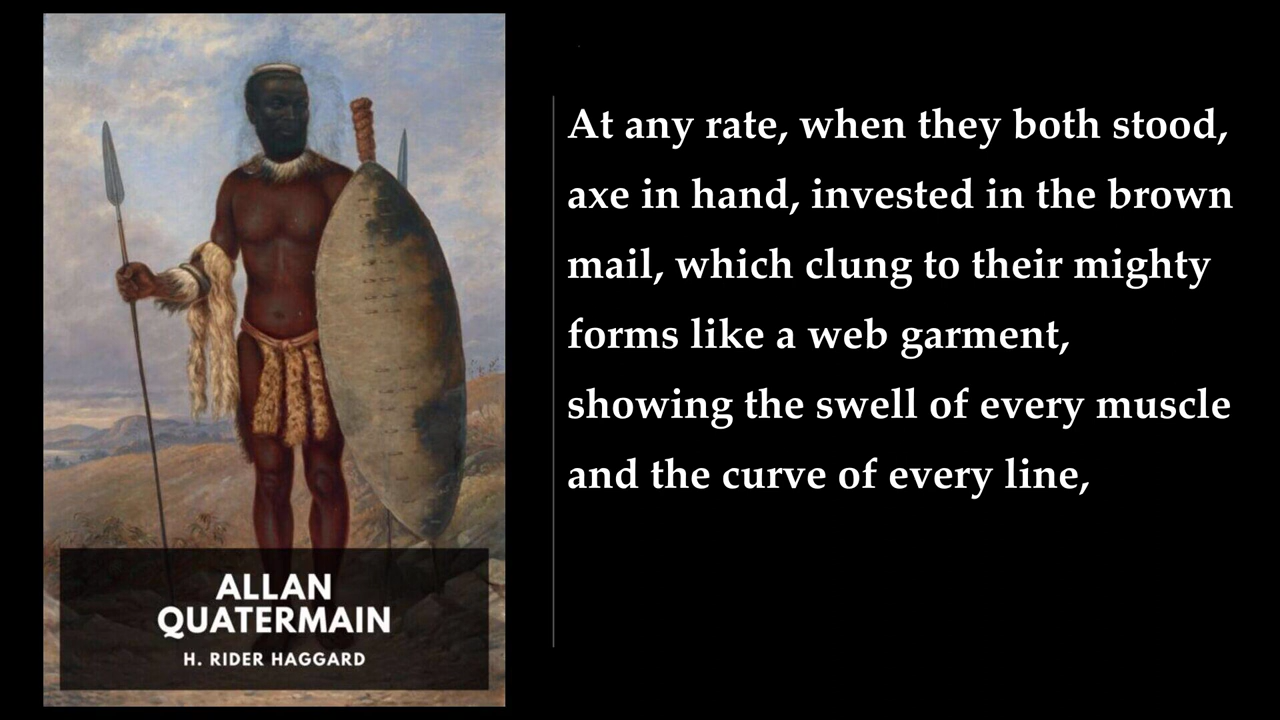 ALLAN
QUATERMAIN
H. RIDER HAGGARD
At any rate, when they both stood,
axe in hand, invested in the brown
mail, which clung to their mighty
forms like a web garment,
showing the swell of every muscle
and the curve of every line,